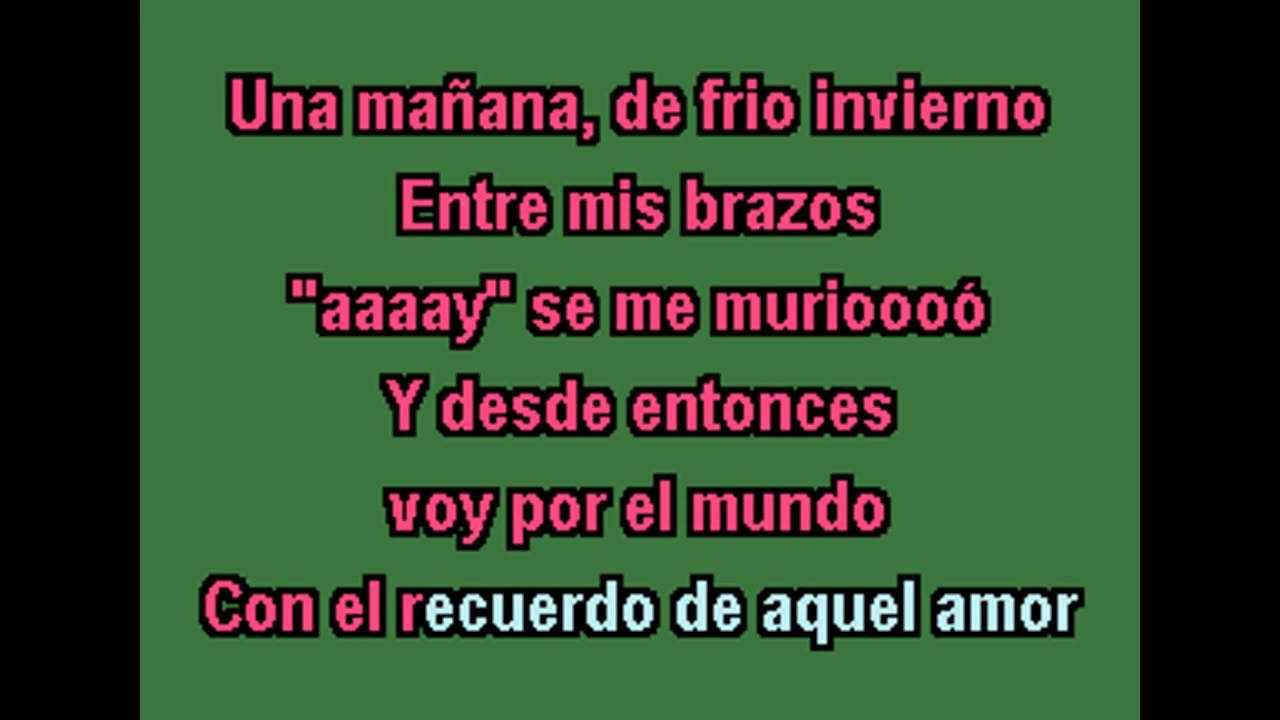 Una mañana, de frio invierno
Entre mis brazos
"aaaay" se me murioooó
Y desde entonces
voy por el mundo
Con el recuerdo de aquel amor